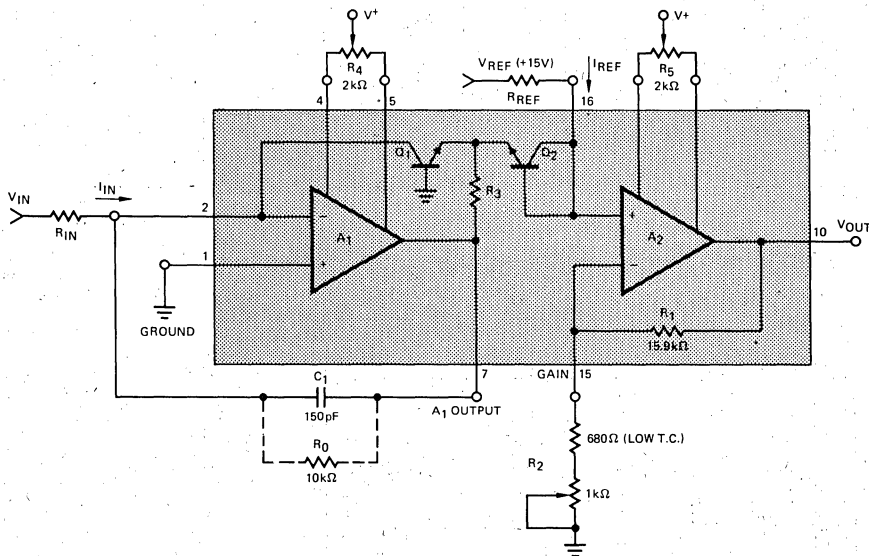 V+
V+
R4
2kΩ
VREF (+15V)
RREF
IREF
R5
2kΩ
4
5
16
Q1
Q2
R3
VIN
IIN
RIN
2
A1
A2
10
VOUT
1
GROUND
R1
15.9kΩ
7
GAIN
15
C1
150pF
A1 OUTPUT
R0
10kΩ
680Ω (LOW T.C.)
R2
1kΩ